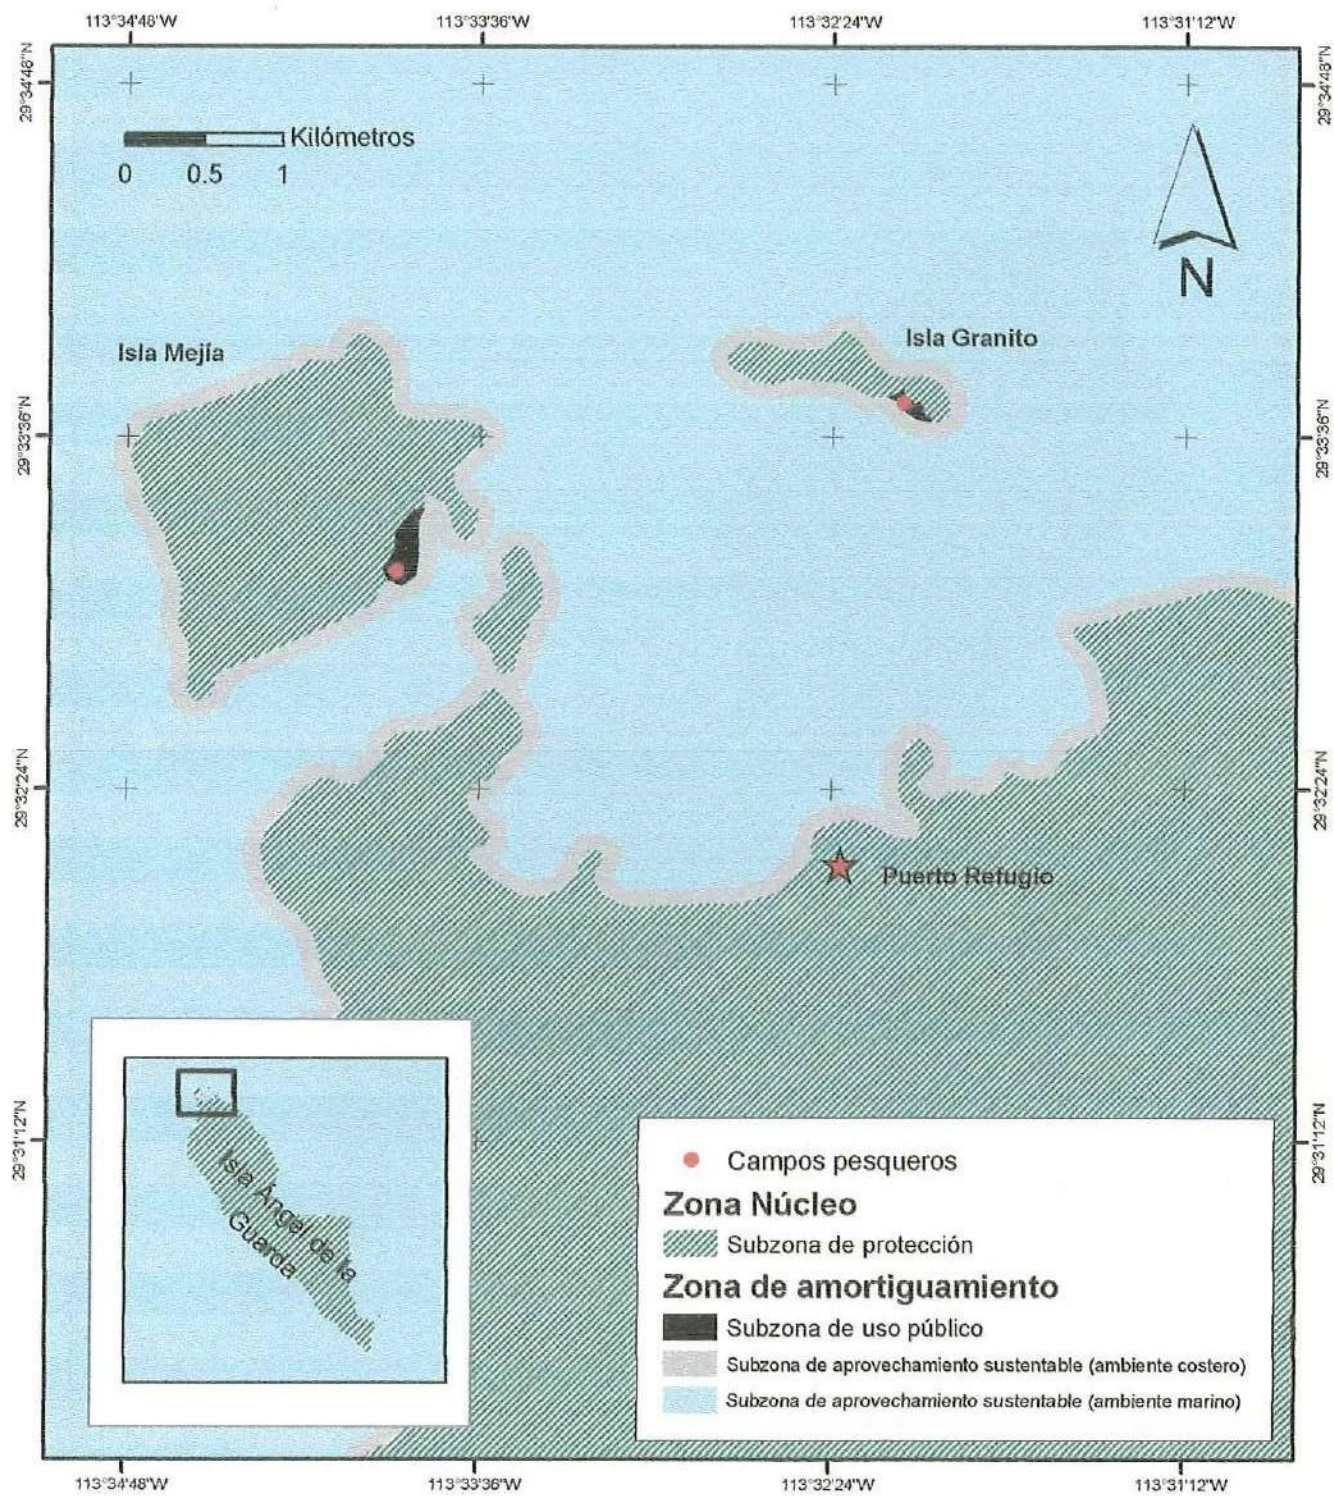 113°34'48"W 113°33'36"W 113°32'24"W 113°31'12"W
29°34'48"N
29°34'48"N
Kilómetros
0 0.5 1
N
Isla Mejía
Isla Granito
29°33'36"N
29°33'36"N
29°32'24"N
29°32'24"N
Puerto Refugio
29°31'12"N
29°31'12"N
Isla Ángel de la
Guarda
Campos pesqueros
Zona Núcleo
Subzona de protección
Zona de amortiguamiento
Subzona de uso público
Subzona de aprovechamiento sustentable (ambiente costero)
Subzona de aprovechamiento sustentable (ambiente marino)
113°34'48"W 113°33'36"W 113°32'24"W 113°31'12"W